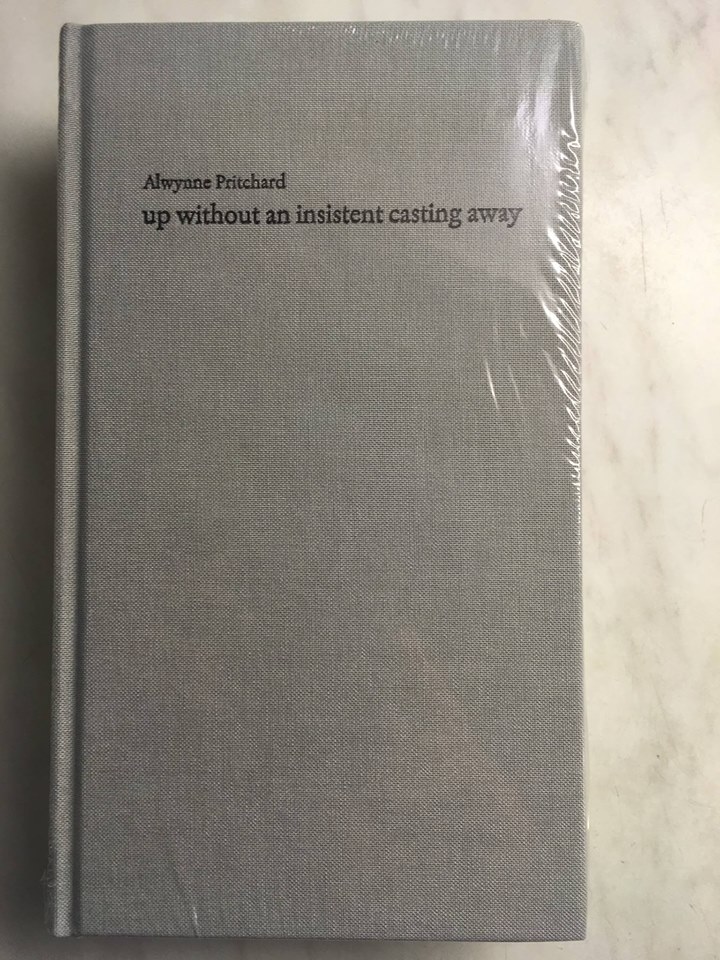 Alwynne Pritchard
up without an insistent casting away